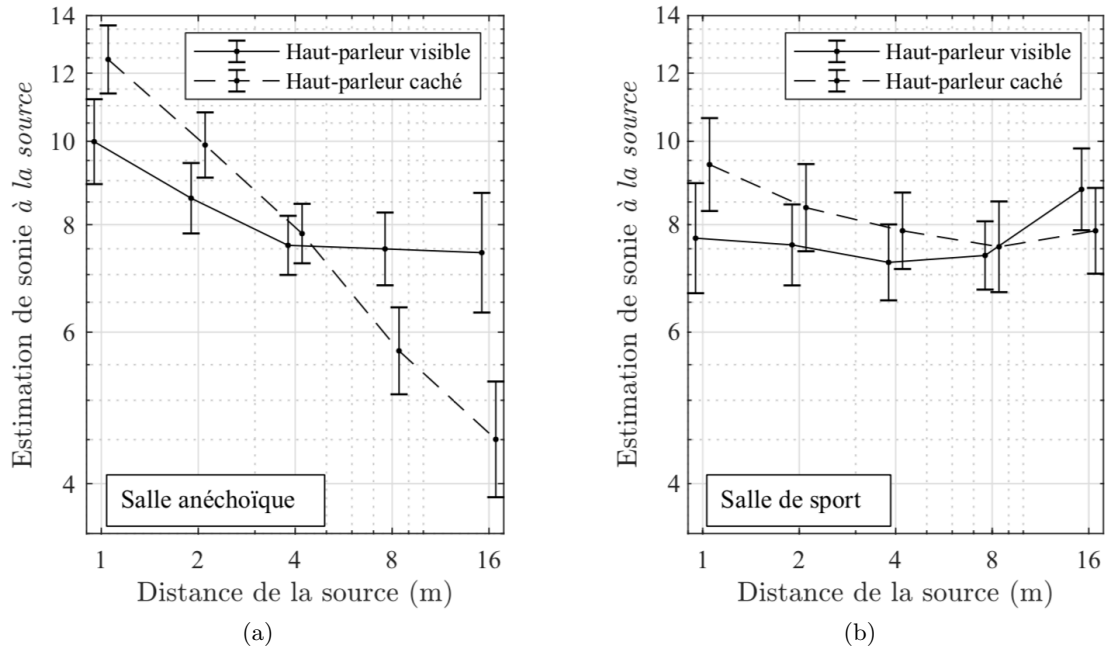 14
12
10
8
6
4
Estimation de sonie à la source
Haut-parleur visible
Haut-parleur caché
Salle anéchoïque
1
2
4
8
16
Distance de la source (m)
(a)
14
12
10
8
6
4
Estimation de sonie à la source
Haut-parleur visible
Haut-parleur caché
Salle de sport
1
2
4
8
16
Distance de la source (m)
(b)